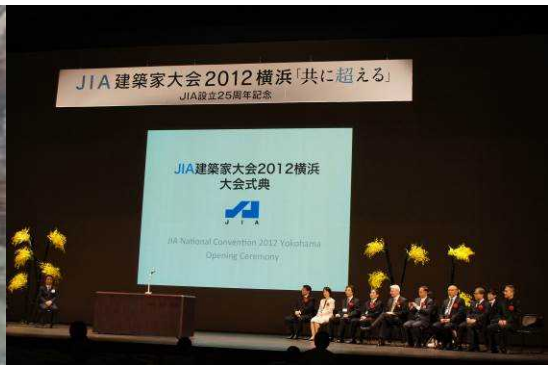 JIA建築家大会2012横浜「共に超える」
JIA設立25周年記念
JIA建築家大会2012横浜
大会式典
JIA
JIA National Convention 2012 Yokohama
Opening Ceremony